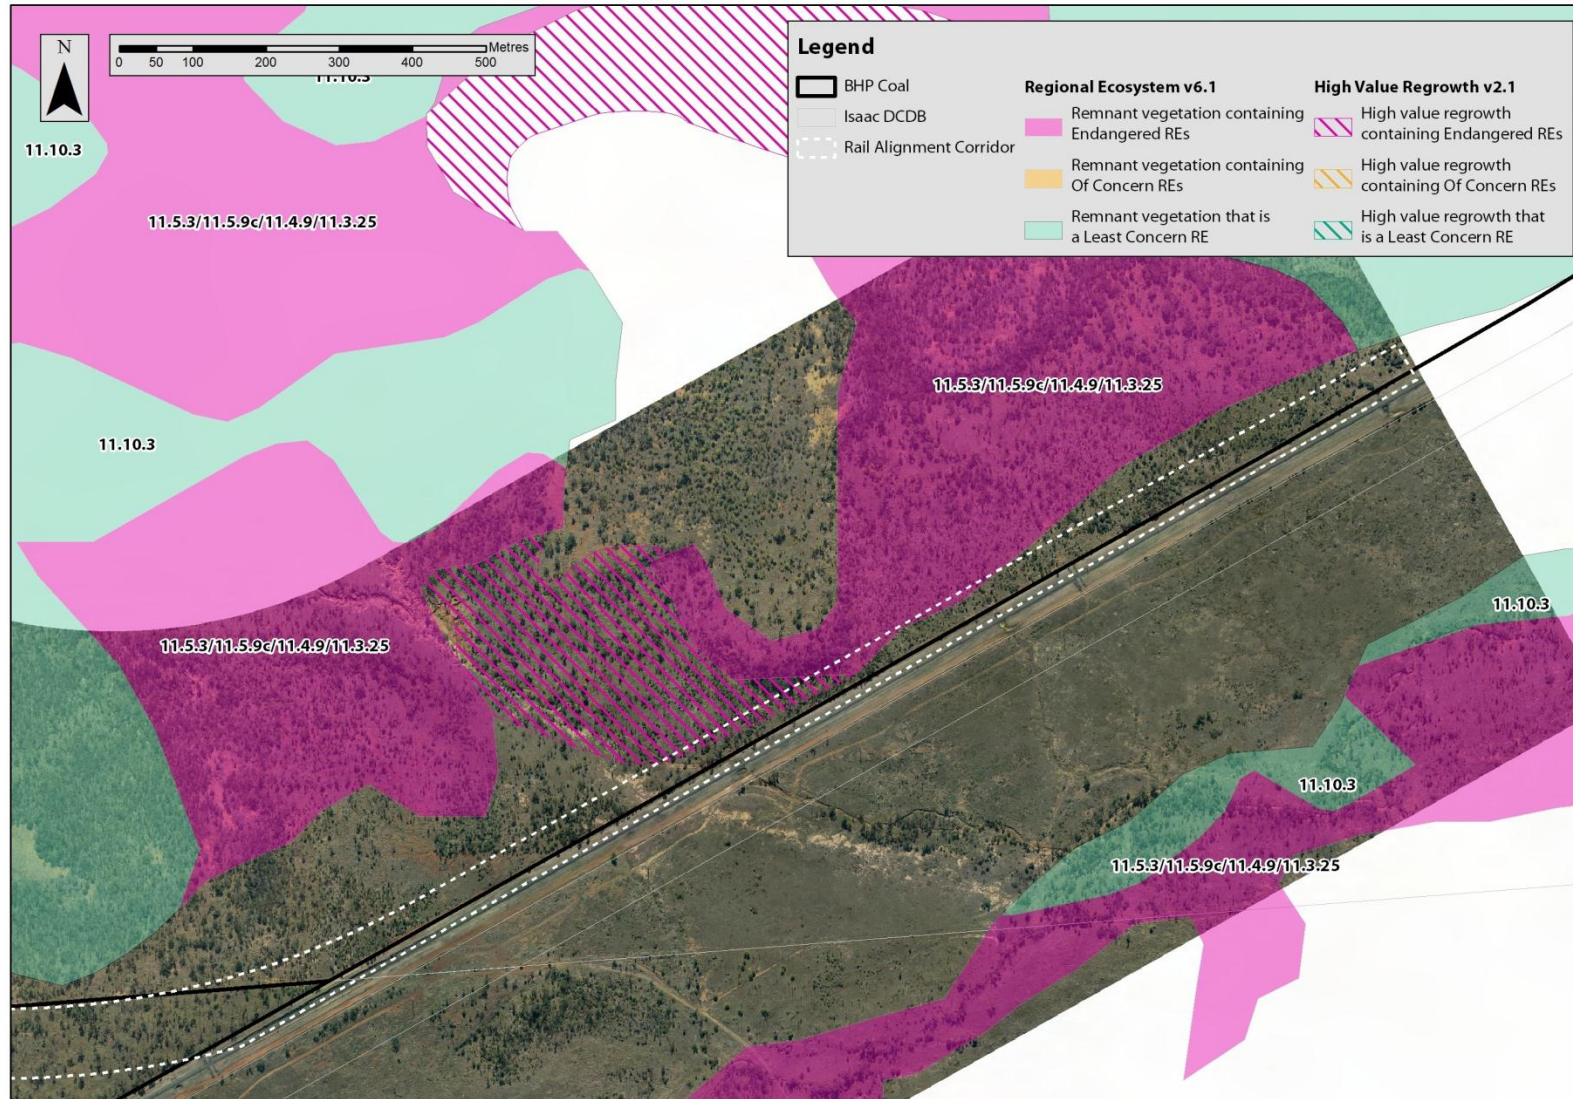 N
Metres
0 50 100 200 300 400 500
Legend
BHP Coal
Isaac DCDB
Rail Alignment Corridor
Regional Ecosystem v6.1
Remnant vegetation containing
Endangered REs
Remnant vegetation containing
Of Concern REs
Remnant vegetation that is
a Least Concern RE
High Value Regrowth v2.1
High value regrowth
containing Endangered REs
High value regrowth
containing Of Concern REs
High value regrowth that
is a Least Concern RE
11.10.3
11.10.3
11.5.3/11.5.9c/11.4.9/11.3.25
11.5.3/11.5.9c/11.4.9/11.3.25
11.10.3
11.10.3
11.5.3/11.5.9c/11.4.9/11.3.25
11.10.3
11.5.3/11.5.9c/11.4.9/11.3.25